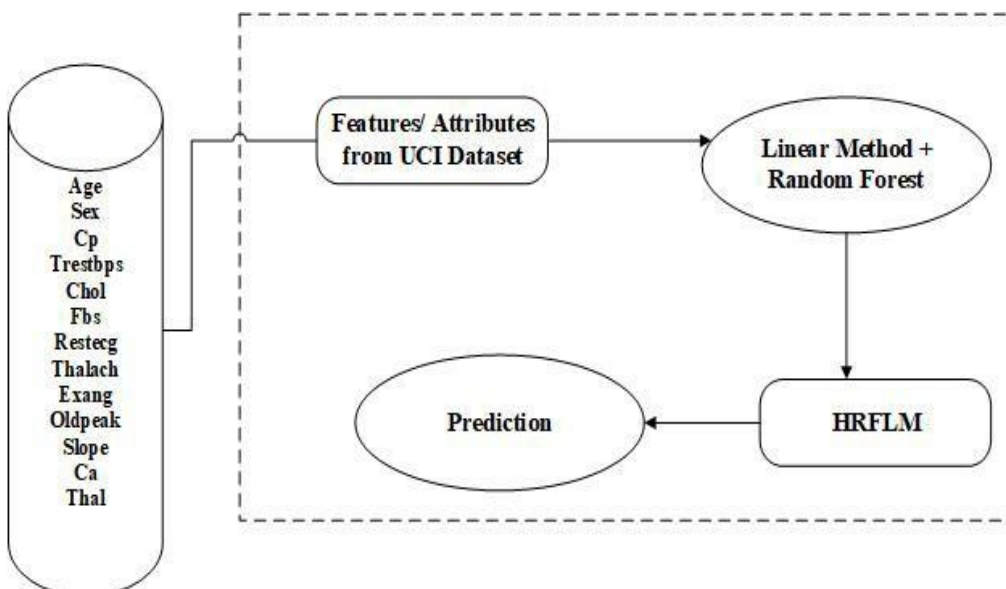 Age
Sex
Cp
Trestbps
Chol
Fbs
Restecg
Thalach
Exang
Oldpeak
Slope
Ca
Thal
Features/ Attributes
from UCI Dataset
Linear Method +
Random Forest
HRFLM
Prediction